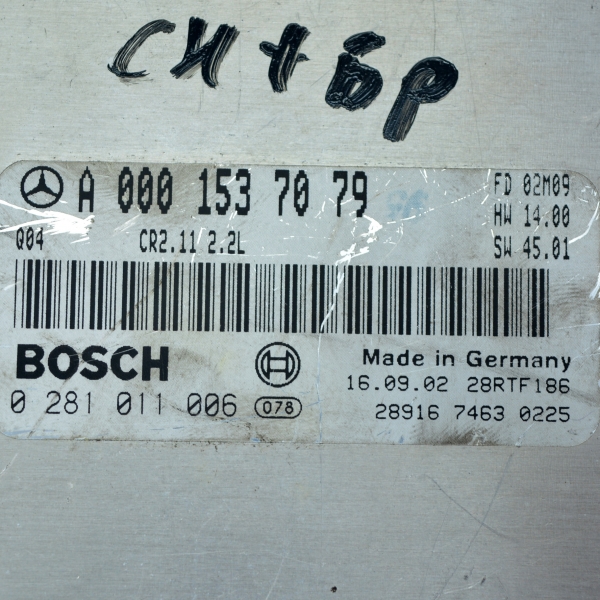 СН+БР
A 000 153 70 79
FD 02M09
HW 14.00
Q04 CR2.11 2.2L
SW 45.01
BOSCH
Made in Germany
16.09.02 28RTF186
0 281 011 006 078
28916 7463 0225